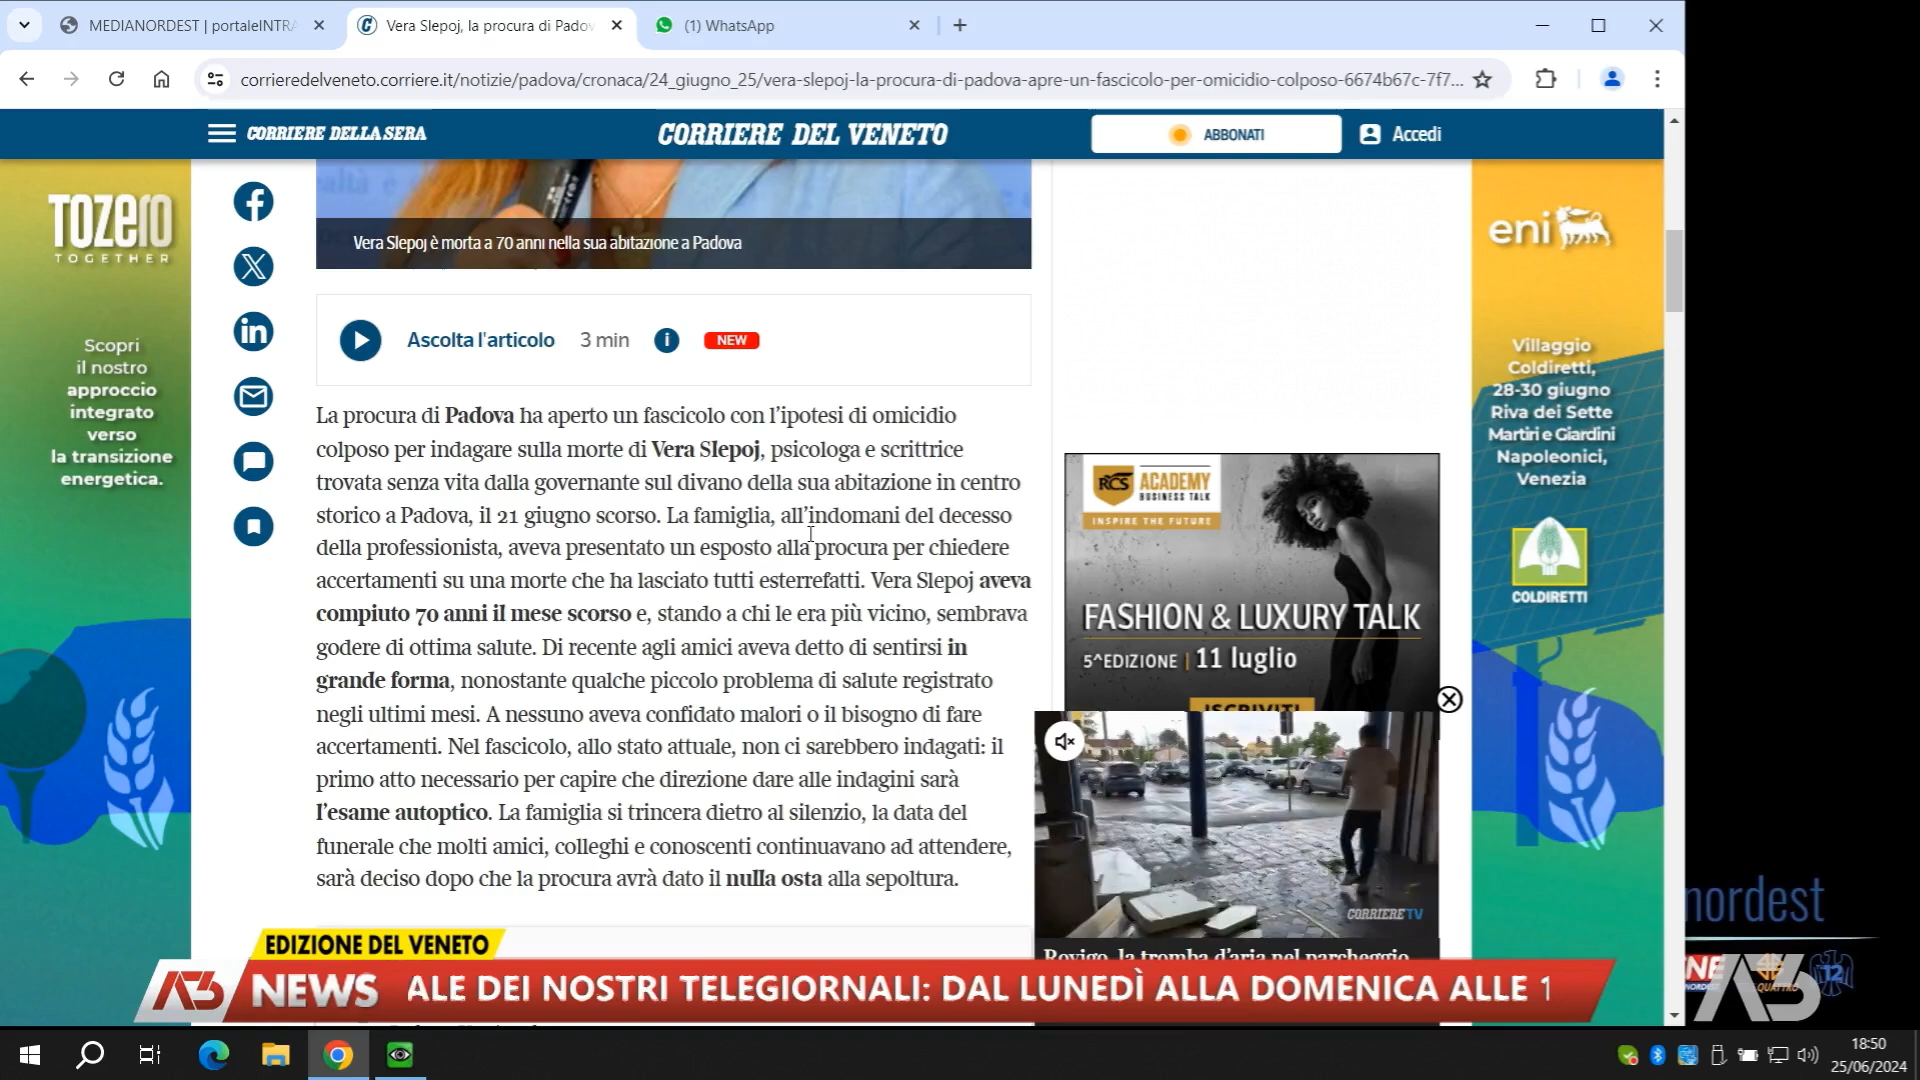 MEDIANORDEST | portaleINTRA
Vera Slepoj, la procura di Padov
(1) WhatsApp
corrieredelveneto.corriere.it/notizie/padova/cronaca/24_giugno_25/vera-slepoj-la-procura-di-padova-apre-un-fascicolo-per-omicidio-colposo-6674b67c-7f7...
CORRIERE DELLA SERA
CORRIERE DEL VENETO
ABBONATI
Accedi
TOZERO
TOGETHER
Scopri
il nostro
approccio
integrato
verso
la transizione
energetica.
Vera Slepoj è morta a 70 anni nella sua abitazione a Padova
Ascolta l'articolo 3 min i NEW
La procura di Padova ha aperto un fascicolo con l'ipotesi di omicidio
colposo per indagare sulla morte di Vera Slepoj, psicologa e scrittrice
trovata senza vita dalla governante sul divano della sua abitazione in centro
storico a Padova, il 21 giugno scorso. La famiglia, all'indomani del decesso
della professionista, aveva presentato un esposto alla procura per chiedere
accertamenti su una morte che ha lasciato tutti esterrefatti. Vera Slepoj aveva
compiuto 70 anni il mese scorso e, stando a chi le era più vicino, sembrava
godere di ottima salute. Di recente agli amici aveva detto di sentirsi in
grande forma, nonostante qualche piccolo problema di salute registrato
negli ultimi mesi. A nessuno aveva confidato malori o il bisogno di fare
accertamenti. Nel fascicolo, allo stato attuale, non ci sarebbero indagati: il
primo atto necessario per capire che direzione dare alle indagini sarà
l'esame autoptico. La famiglia si trincera dietro al silenzio, la data del
funerale che molti amici, colleghi e conoscenti continuavano ad attendere,
sarà deciso dopo che la procura avrà dato il nulla osta alla sepoltura.
RCS ACADEMY
BUSINESS TALK
INSPIRE THE FUTURE
FASHION & LUXURY TALK
5^EDIZIONE | 11 luglio
ISCRIVITI
CORRIERE TV
Rovigo, la tromba d'aria nel parcheggio
eni
Villaggio
Coldiretti,
28-30 giugno
Riva dei Sette
Martiri e Giardini
Napoleonici,
Venezia
COLDIRETTI
nordest
EDIZIONE DEL VENETO
A3 NEWS ALE DEI NOSTRI TELEGIORNALI: DAL LUNEDÌ ALLA DOMENICA ALLE 1
A3
12
18:50
25/06/2024